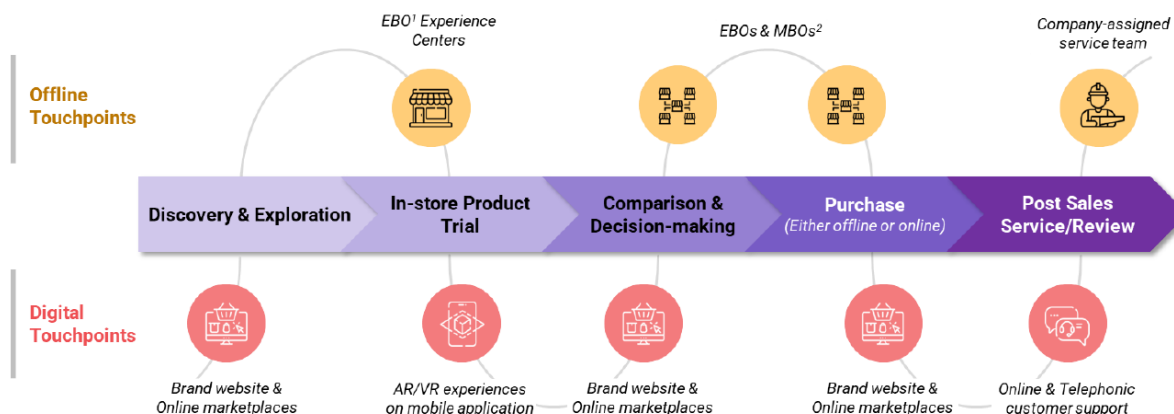 EBO¹ Experience
Centers
EBOs & MBOs²
Company-assigned
service team
Offline
Touchpoints
Discovery & Exploration
In-store Product
Trial
Comparison &
Decision-making
Purchase
(Either offline or online)
Post Sales
Service/Review
Digital
Touchpoints
Brand website &
Online marketplaces
AR/VR experiences
on mobile application
Brand website &
Online marketplaces
Brand website &
Online marketplaces
Online & Telephonic
customer support